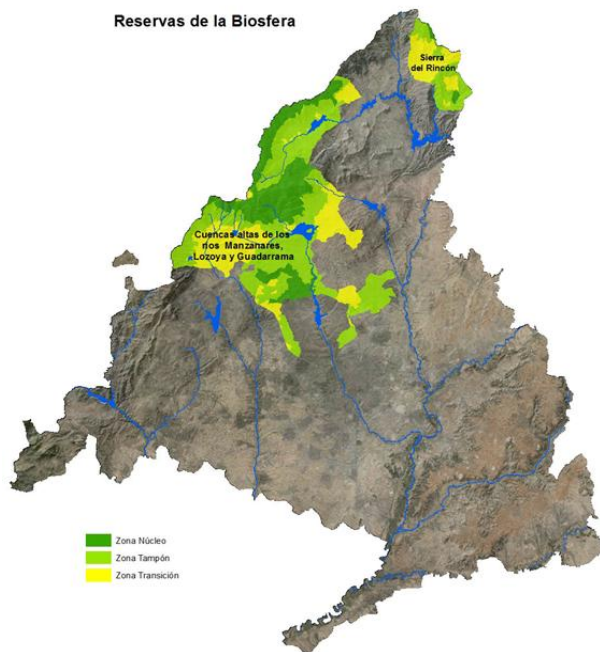 Reservas de la Biosfera
Sierra
del Rincón
Cuencas altas de los
ríos Manzanares,
Lozoya y Guadarrama
Zona Núcleo
Zona Tampón
Zona Transición